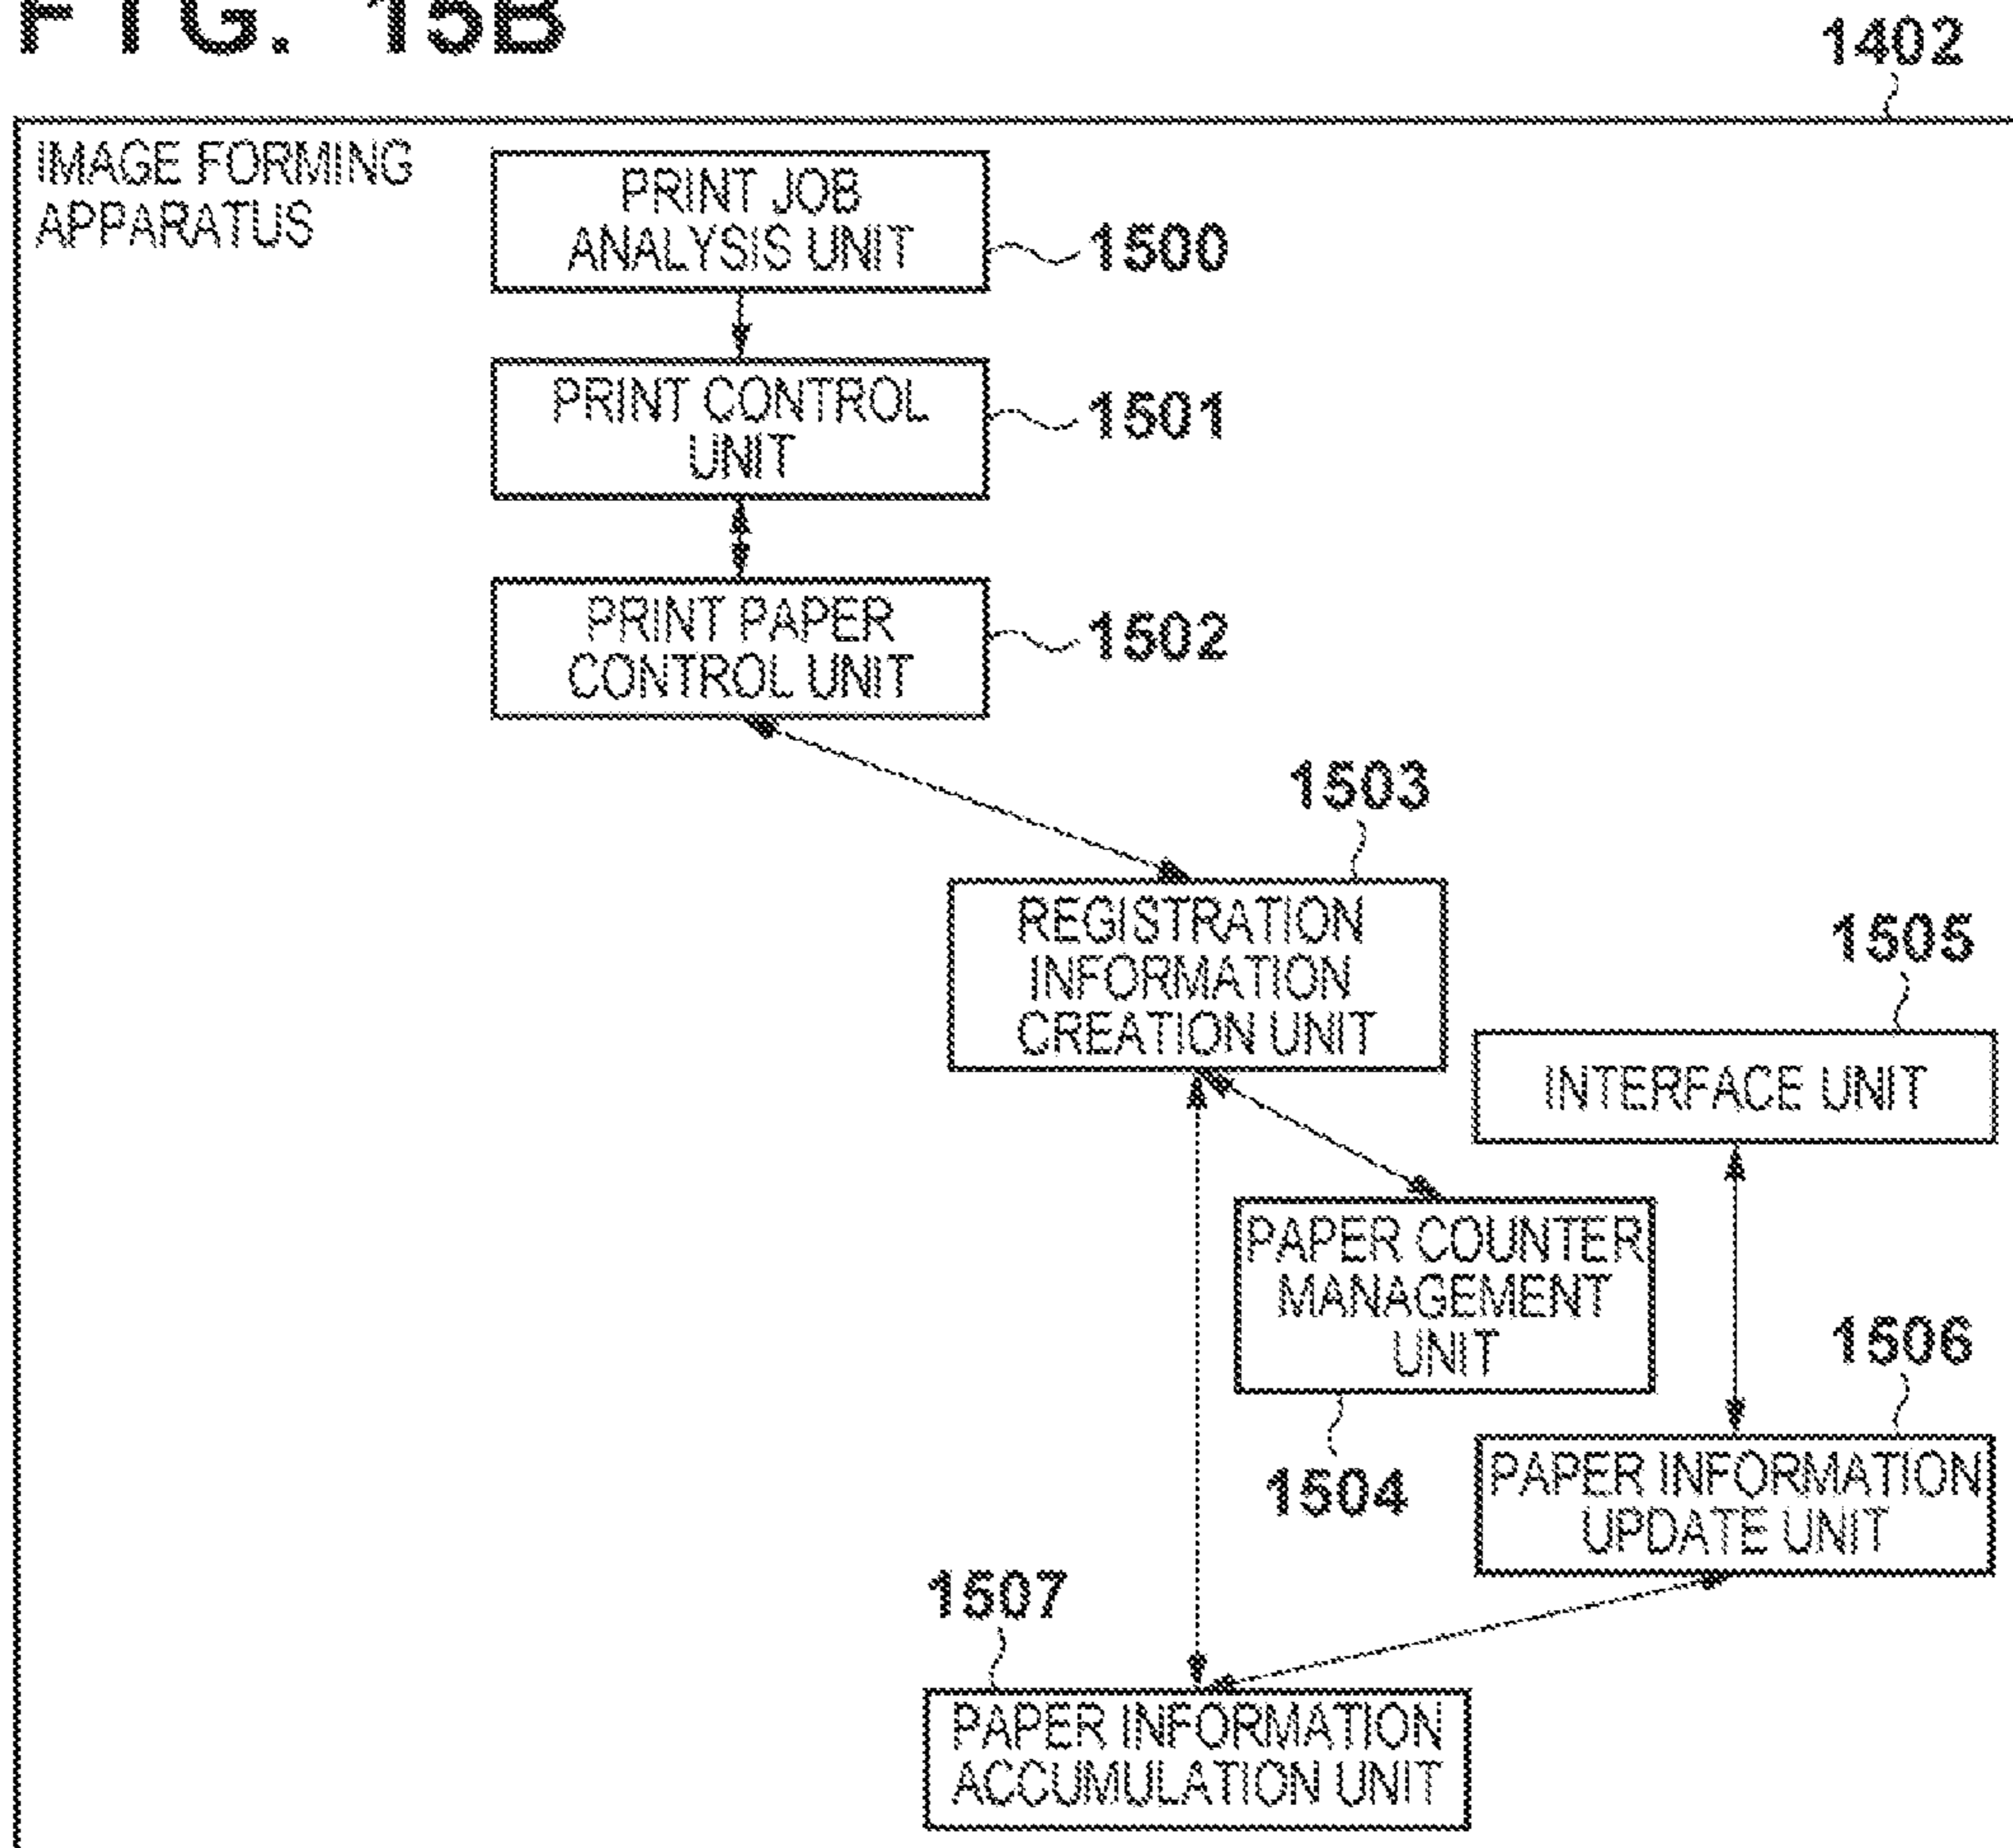 FIG. 15B
1402
IMAGE FORMING
APPARATUS
PRINT JOB
ANALYSIS UNIT
1500
PRINT CONTROL
UNIT
1501
PRINT PAPER
CONTROL UNIT
1502
1503
REGISTRATION
INFORMATION
CREATION UNIT
1505
INTERFACE UNIT
PAPER COUNTER
MANAGEMENT
UNIT
1504
1506
PAPER INFORMATION
UPDATE UNIT
1507
PAPER INFORMATION
ACCUMULATION UNIT